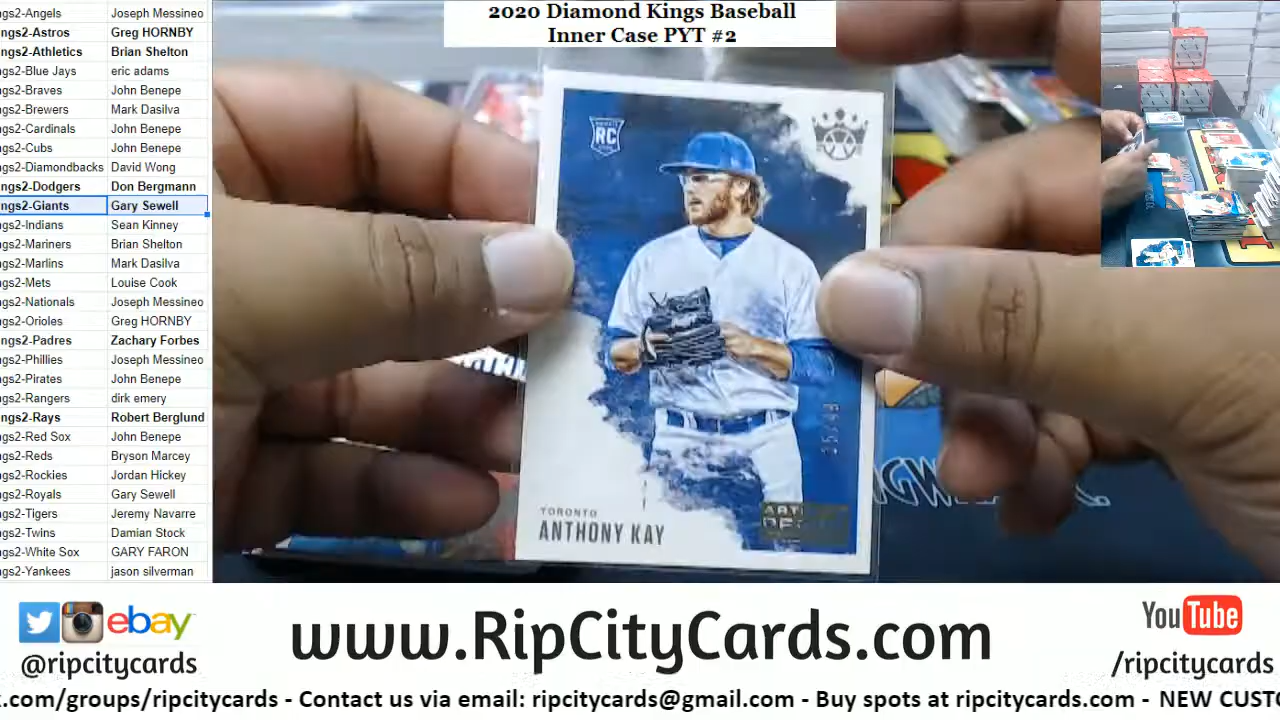 2020 Diamond Kings Baseball
Inner Case PYT #2
ngs2-Angels Joseph Messineo
ngs2-Astros Greg HORNBY
ngs2-Athletics Brian Shelton
ngs2-Blue Jays eric adams
ngs2-Braves John Benepe
ngs2-Brewers Mark Dasilva
ngs2-Cardinals John Benepe
ngs2-Cubs John Benepe
ngs2-Diamondbacks David Wong
ngs2-Dodgers Don Bergmann
ngs2-Giants Gary Sewell
ngs2-Indians Sean Kinney
ngs2-Mariners Brian Shelton
ngs2-Marlins Mark Dasilva
ngs2-Mets Louise Cook
ngs2-Nationals Joseph Messineo
ngs2-Orioles Greg HORNBY
ngs2-Padres Zachary Forbes
ngs2-Phillies Joseph Messineo
ngs2-Pirates John Benepe
ngs2-Rangers dirk emery
ngs2-Rays Robert Berglund
ngs2-Red Sox John Benepe
ngs2-Reds Bryson Marcey
ngs2-Rockies Jordan Hickey
ngs2-Royals Gary Sewell
ngs2-Tigers Jeremy Navarre
ngs2-Twins Damian Stock
ngs2-White Sox GARY FARON
ngs2-Yankees jason silverman
RC
TORONTO
ANTHONY KAY
ebay
@ripcitycards
www.RipCityCards.com
YouTube
/ripcitycards
k.com/groups/ripcitycards - Contact us via email: ripcitycards@gmail.com - Buy spots at ripcitycards.com - NEW CUSTO